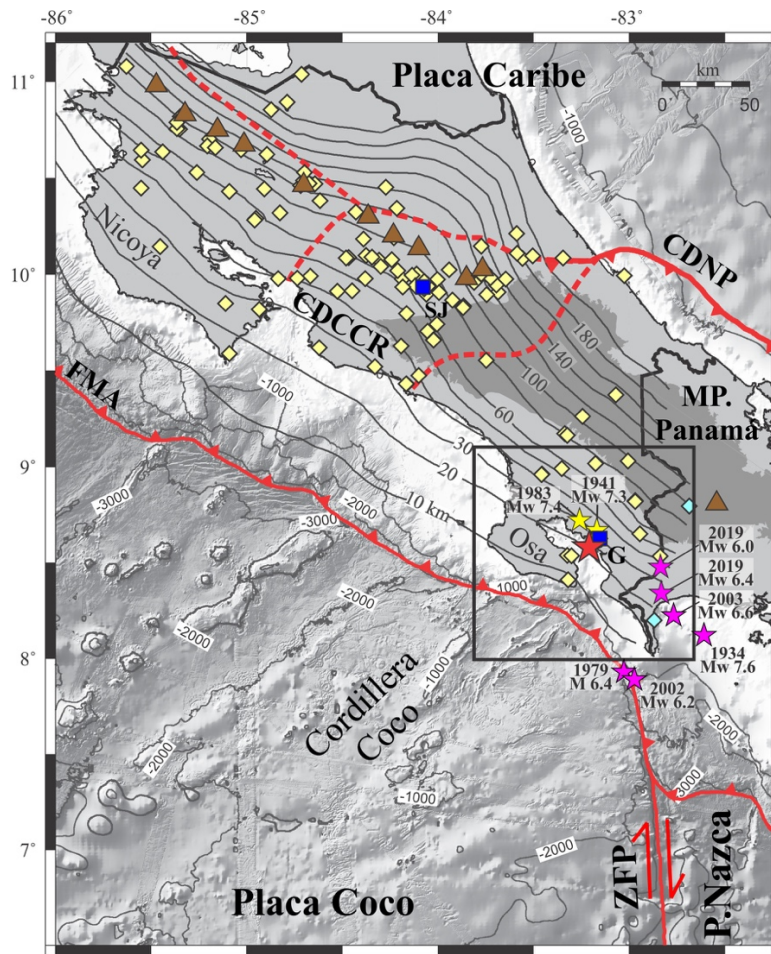 -86° -85° -84° -83°
11°
10°
9°
8°
7°
Placa Caribe
km
0 50
-1000
Nicoya
CDNP
CDCCR
SJ
180
140
100
60
30
20
10 km
FMA
-1000
-2000
-3000
-3000
MP.
Panamá
1983
Mw 7.4
1941
Mw 7.3
Osa
G
2019
Mw 6.0
2019
Mw 6.4
2003
Mw 6.6
1934
Mw 7.6
1979
M 6.4
2002
Mw 6.2
1000
-2000
-2000
-2000
Cordillera
Coco
-1000
-1000
-2000
3000
-2000
Placa Coco
ZFP
P.Nazca